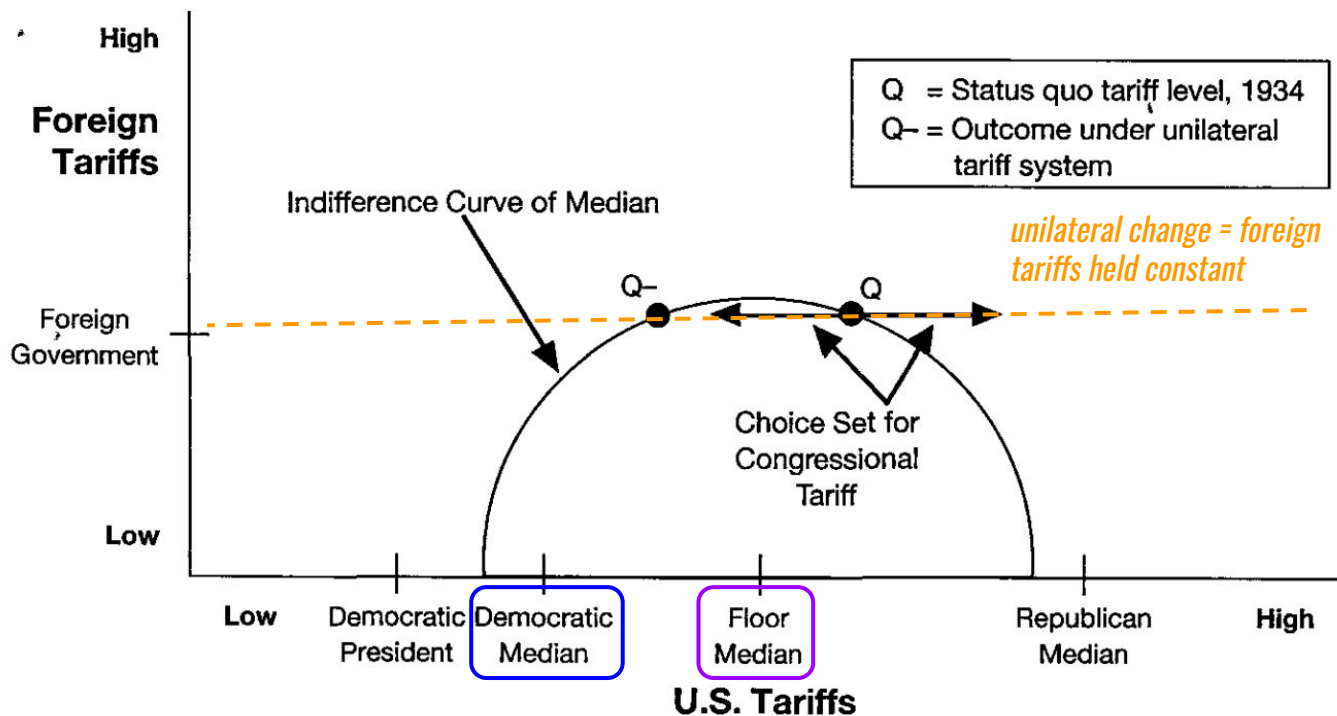 High
Foreign
Tariffs
Q = Status quo tariff level, 1934
Q– = Outcome under unilateral
tariff system
Indifference Curve of Median
unilateral change = foreign
tariffs held constant
Q–
Q
Foreign
Government
Choice Set for
Congressional
Tariff
Low
Low
Democratic
President
Democratic
Median
Floor
Median
Republican
Median
High
U.S. Tariffs